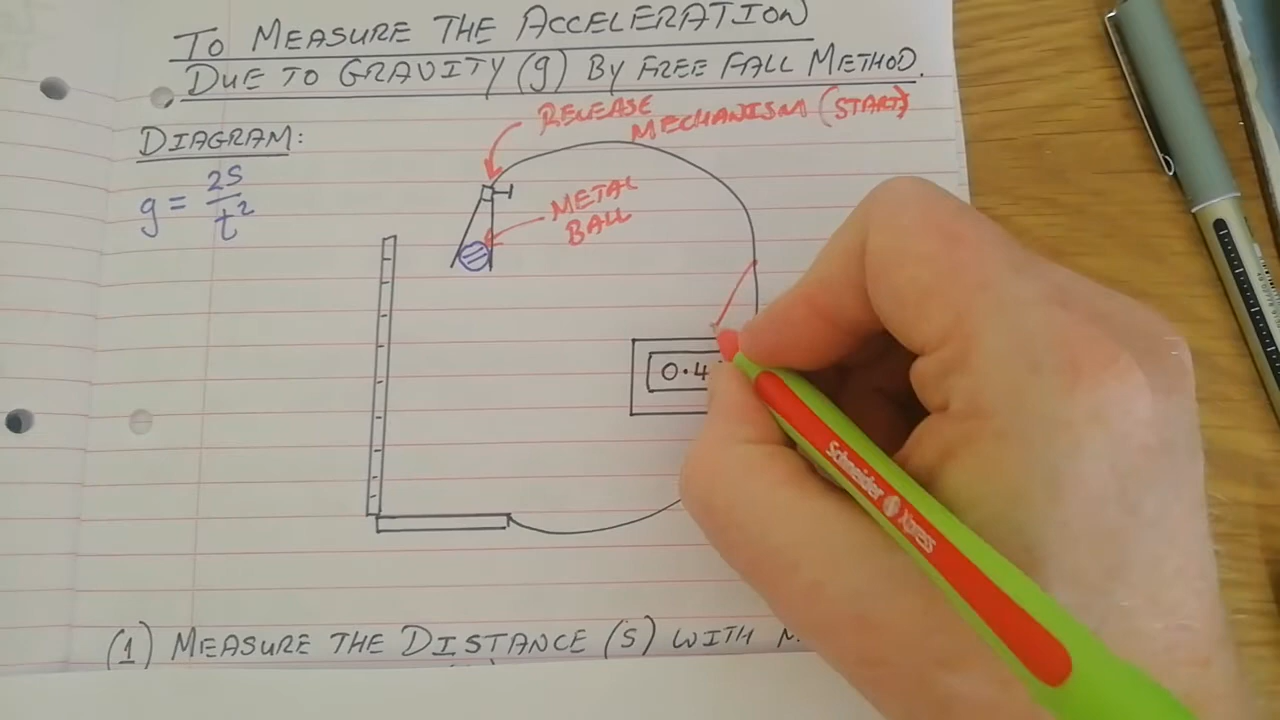 TO MEASURE THE ACCELERATION
DUE TO GRAVITY (g) BY FREE FALL METHOD.
RELEASE
MECHANISM (START)
DIAGRAM:
g = 2S
t²
METAL
BALL
0.4
Schneider Xpress
(1) MEASURE THE DISTANCE (S) WITH